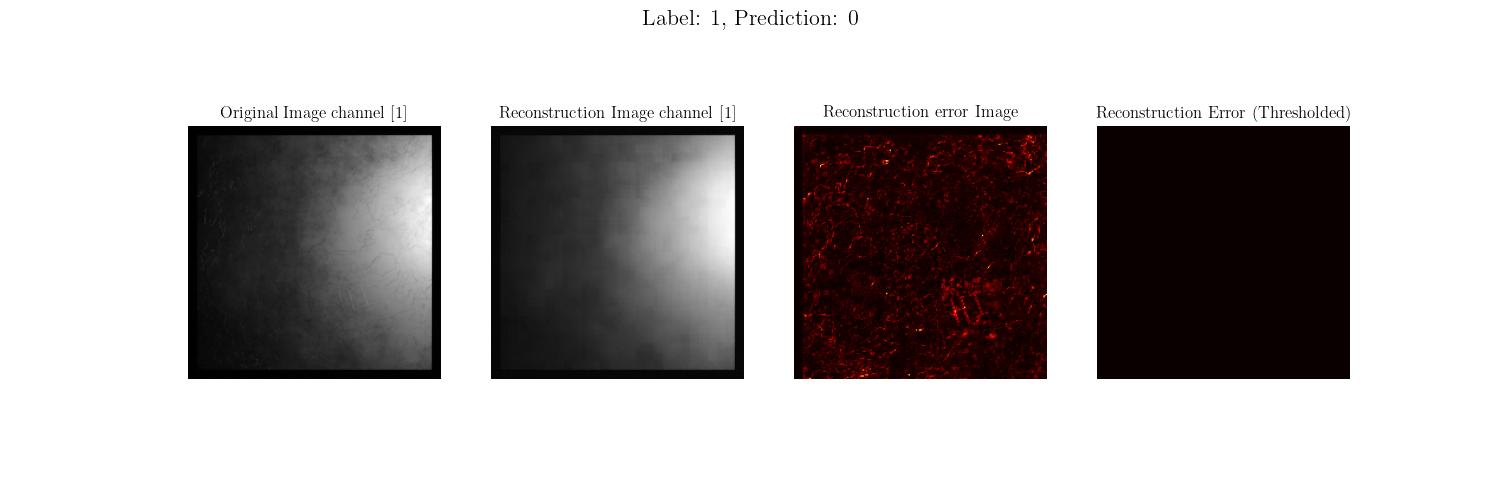 Label: 1, Prediction: 0
Original Image channel [1]
Reconstruction Image channel [1]
Reconstruction error Image
Reconstruction Error (Thresholded)